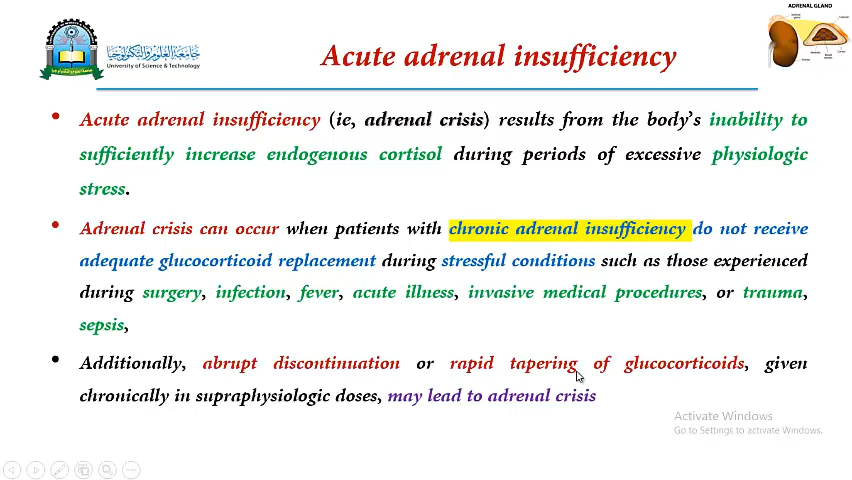 ADRENAL GLAND
جامعة العلوم والتكنولوجيا
University of Science & Technology
Acute adrenal insufficiency
• Acute adrenal insufficiency (ie, adrenal crisis) results from the body’s inability to
sufficiently increase endogenous cortisol during periods of excessive physiologic
stress.
• Adrenal crisis can occur when patients with chronic adrenal insufficiency do not receive
adequate glucocorticoid replacement during stressful conditions such as those experienced
during surgery, infection, fever, acute illness, invasive medical procedures, or trauma,
sepsis,
• Additionally, abrupt discontinuation or rapid tapering of glucocorticoids, given
chronically in supraphysiologic doses, may lead to adrenal crisis
Activate Windows
Go to Settings to activate Windows.